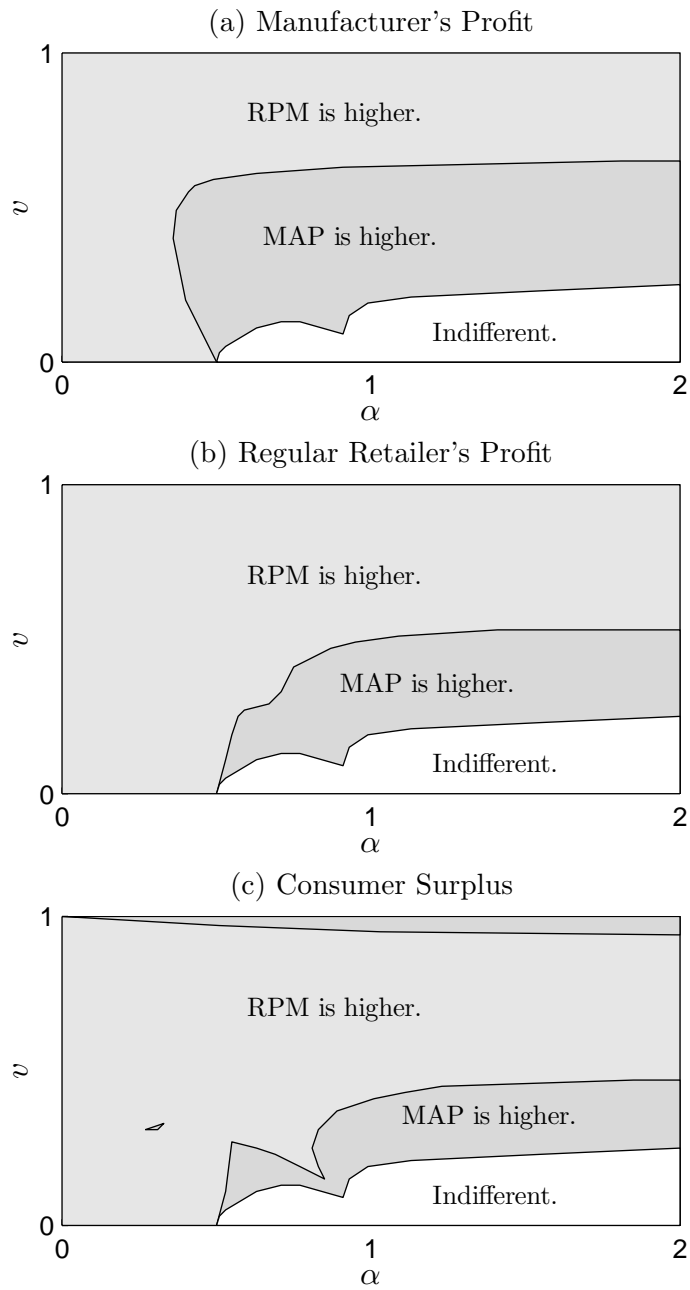 (a) Manufacturer's Profit
1
RPM is higher.
v
MAP is higher.
Indifferent.
0
0 1 2
α
(b) Regular Retailer's Profit
1
RPM is higher.
v
MAP is higher.
Indifferent.
0
0 1 2
α
(c) Consumer Surplus
1
RPM is higher.
v
MAP is higher.
Indifferent.
0
0 1 2
α